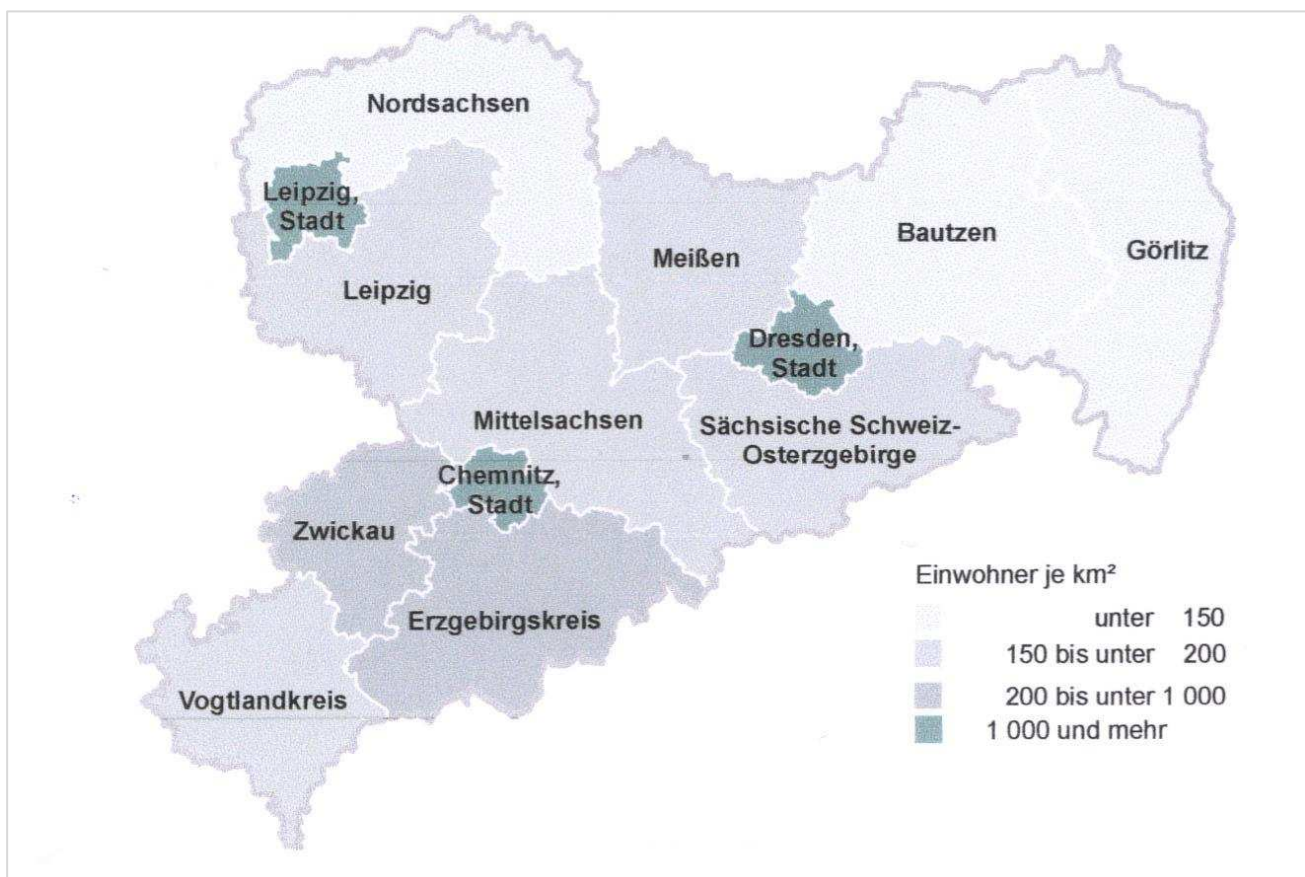 Nordsachsen
Leipzig,
Stadt
Leipzig
Meißen
Bautzen
Görlitz
Dresden,
Stadt
Mittelsachsen
Sächsische Schweiz-
Osterzgebirge
Chemnitz,
Stadt
Zwickau
Erzgebirgskreis
Vogtlandkreis
Einwohner je km²
unter 150
150 bis unter 200
200 bis unter 1 000
1 000 und mehr